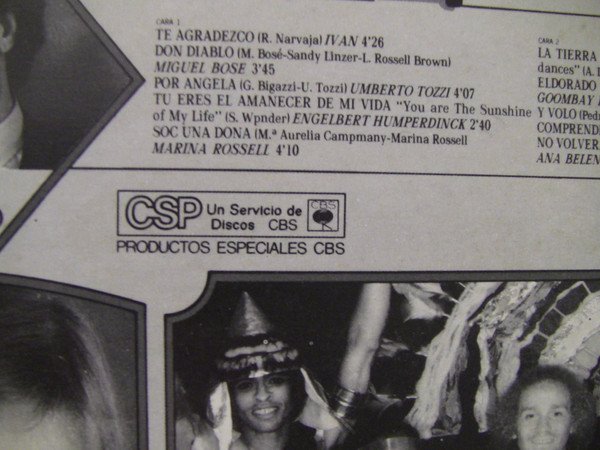 CARA 1
TE AGRADEZCO (R. Narvaja) IVAN 4'26
DON DIABLO (M. Bosé-Sandy Linzer-L. Rossell Brown)
MIGUEL BOSE 3'45
POR ANGELA (G. Bigazzi-U. Tozzi) UMBERTO TOZZI 4'07
TU ERES EL AMANECER DE MI VIDA "You are The Sunshine
of My Life" (S. Wpnder) ENGELBERT HUMPERDINCK 2'40
SOC UNA DONA (M.ª Aurelia Campmany-Marina Rossell
MARINA ROSSELL 4'10
CARA 2
LA TIERRA
dances" (A.
ELDORADO
GOOMBAY
Y VOLO (Ped
COMPREND
NO VOLVER
ANA BELEN
CSP Un Servicio de
Discos CBS
CBS
PRODUCTOS ESPECIALES CBS